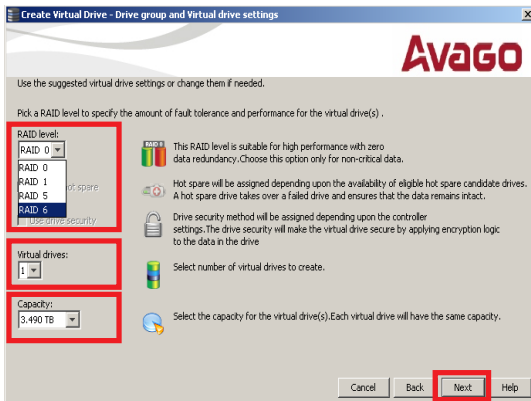 Create Virtual Drive - Drive group and Virtual drive settings
AVAGO
Use the suggested virtual drive settings or change them if needed.
Pick a RAID level to specify the amount of fault tolerance and performance for the virtual drive(s) .
RAID level:
RAID 0
RAID 0
RAID 1
RAID 5
RAID 6
hot spare
Use drive security
RAID 0
This RAID level is suitable for high performance with zero
data redundancy.Choose this option only for non-critical data.
Hot spare will be assigned depending upon the availability of eligible hot spare candidate drives.
A hot spare drive takes over a failed drive and ensures that the data remains intact.
Drive security method will be assigned depending upon the controller
settings.The drive security will make the virtual drive secure by applying encryption logic
to the data in the drive
Virtual drives:
1
Select number of virtual drives to create.
Capacity:
3.490 TB
Select the capacity for the virtual drive(s).Each virtual drive will have the same capacity.
Cancel Back Next Help